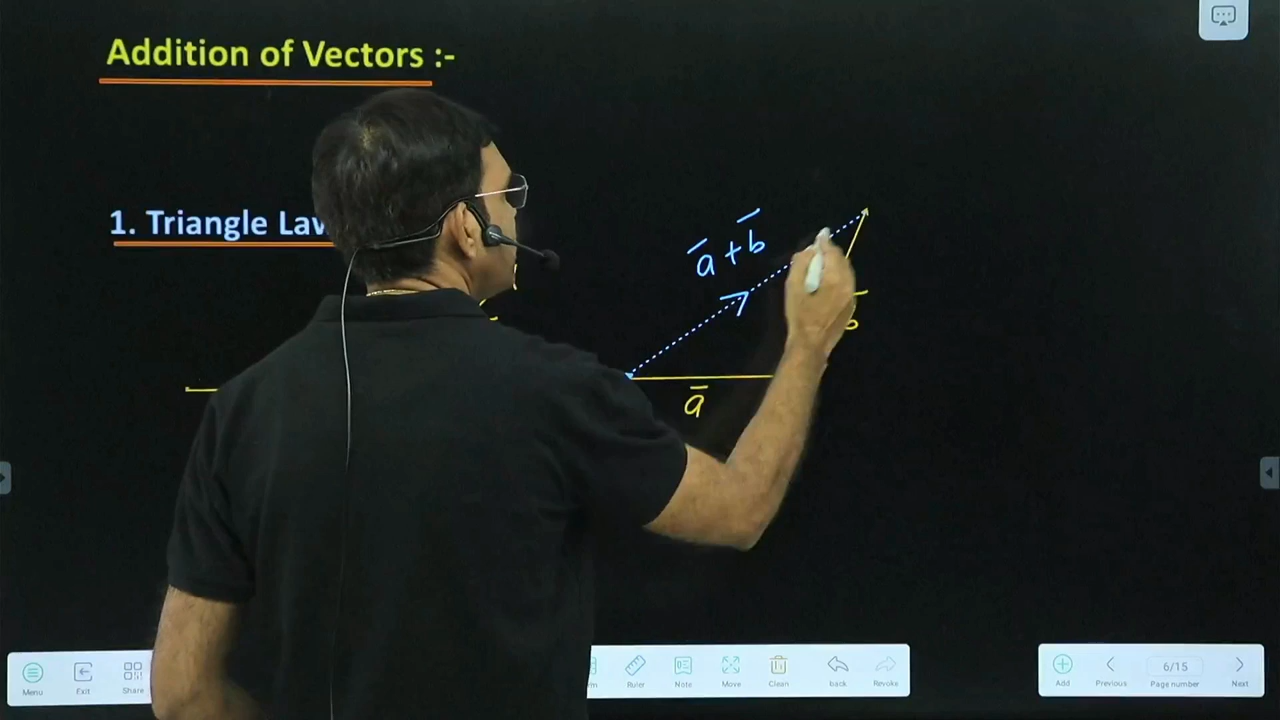 Addition of Vectors :-
1. Triangle Law
a̅ + b̅
b̅
a̅
Menu Exit Share Ruler Note Move Clean back Revoke Add Previous 6/15 Page number Next